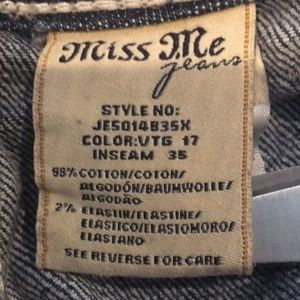 Miss Me
jeans
STYLE NO:
JE5014B35X
COLOR:VTG 17
INSEAM 35
98% COTTON/COTON/
ALGODÓN/BAUMWOLLE/
ALGODÃO
2% ELASTIN/ELASTINE/
ELASTICO/ELASTOMORO/
ELASTANO
SEE REVERSE FOR CARE